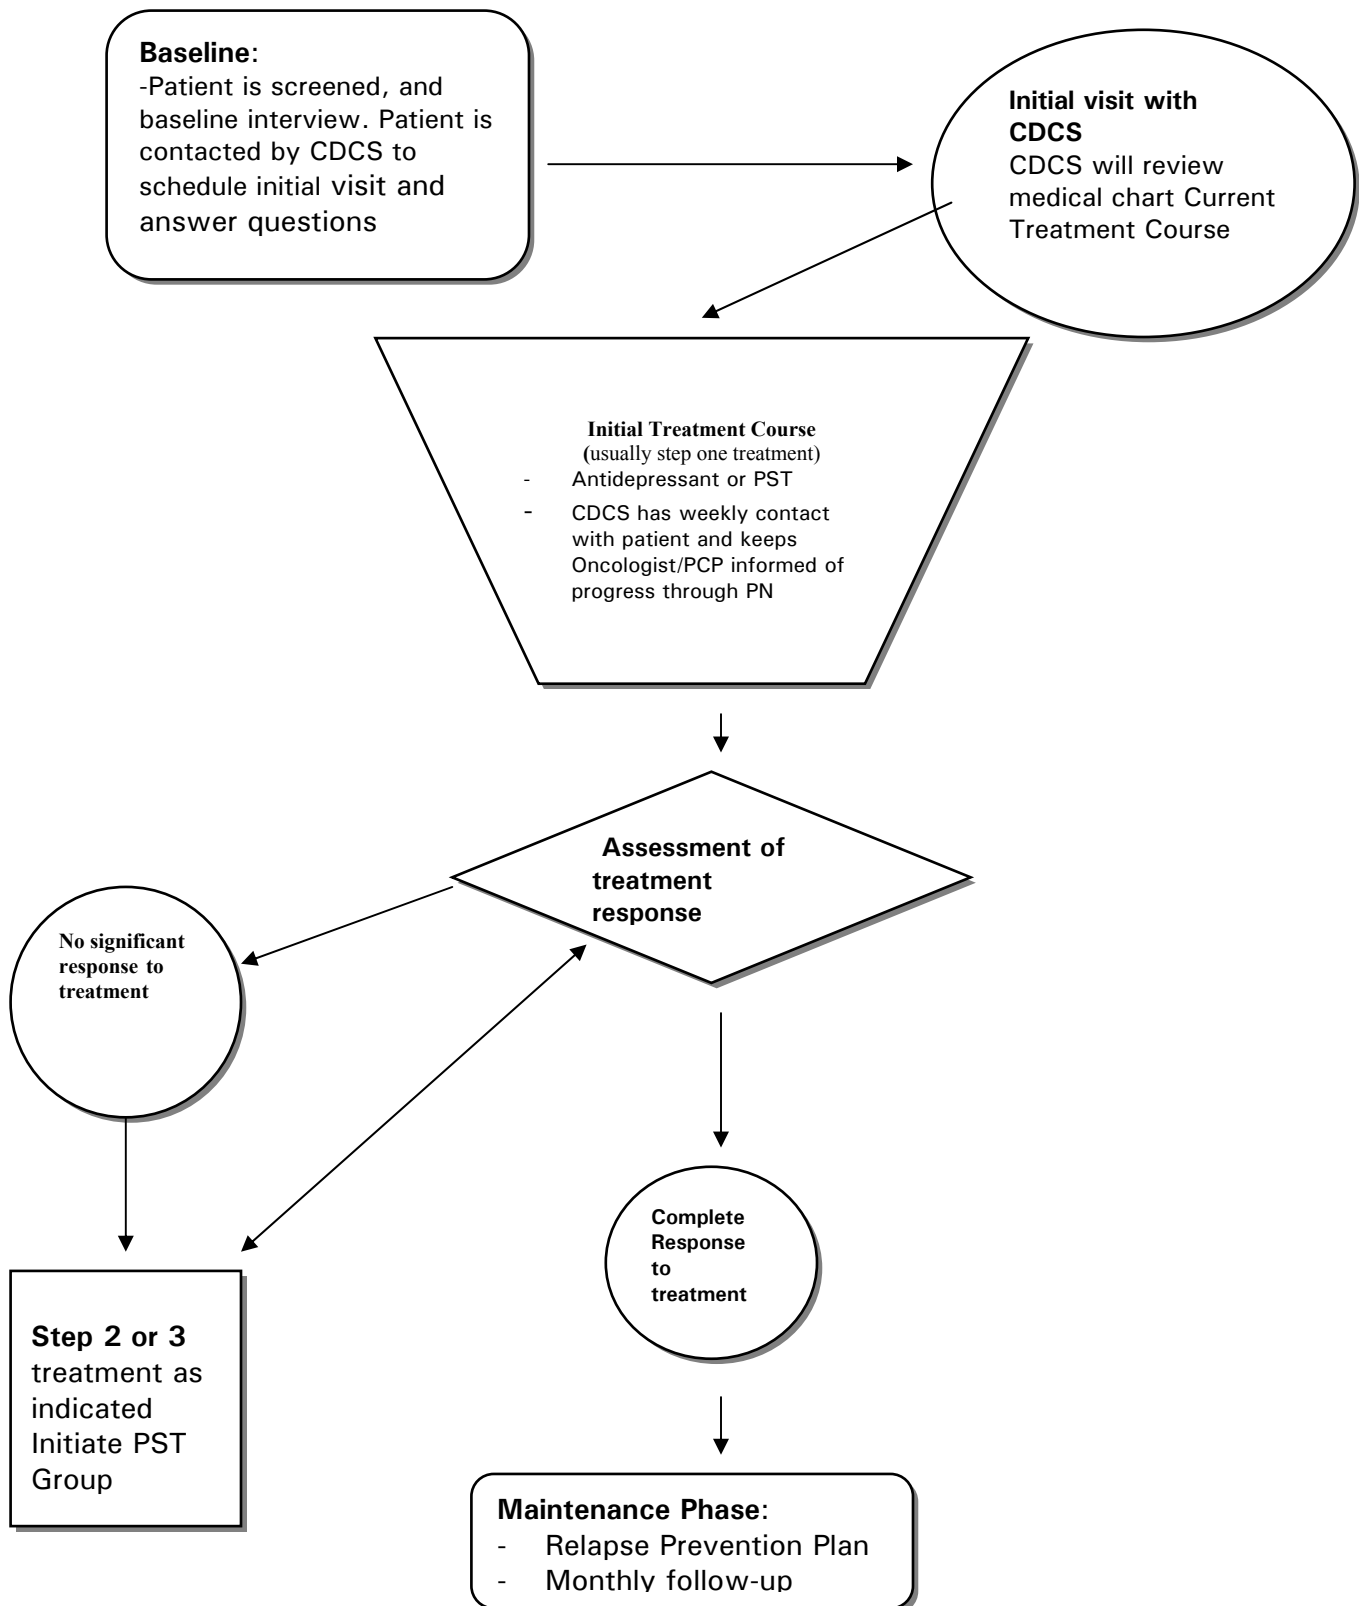 Baseline:
-Patient is screened, and
baseline interview. Patient is
contacted by CDCS to
schedule initial visit and
answer questions
Initial visit with
CDCS
CDCS will review
medical chart Current
Treatment Course
Initial Treatment Course
(usually step one treatment)
- Antidepressant or PST
- CDCS has weekly contact
with patient and keeps
Oncologist/PCP informed of
progress through PN
Assessment of
treatment
response
No significant
response to
treatment
Complete
Response
to
treatment
Step 2 or 3
treatment as
indicated
Initiate PST
Group
Maintenance Phase:
- Relapse Prevention Plan
- Monthly follow-up